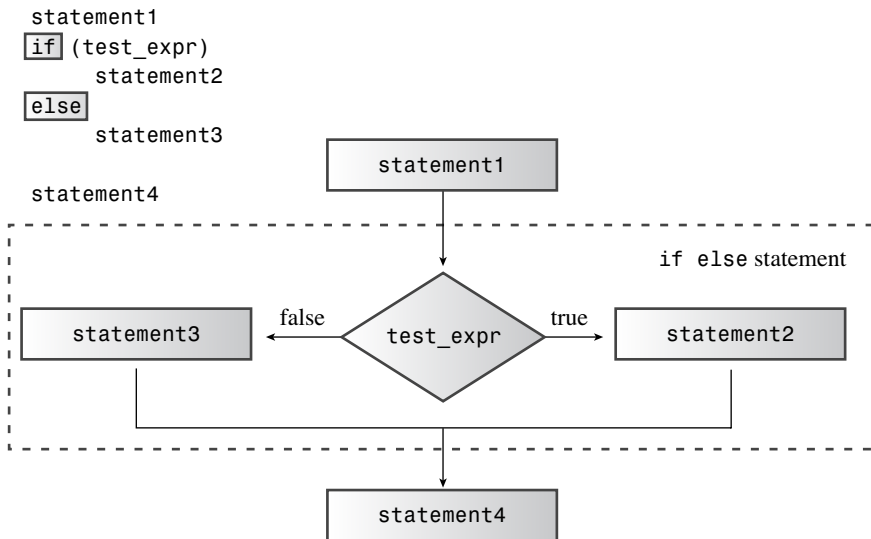 statement1
if (test_expr)
statement2
else
statement3
statement4
statement1
if else statement
false
true
statement3
test_expr
statement2
statement4